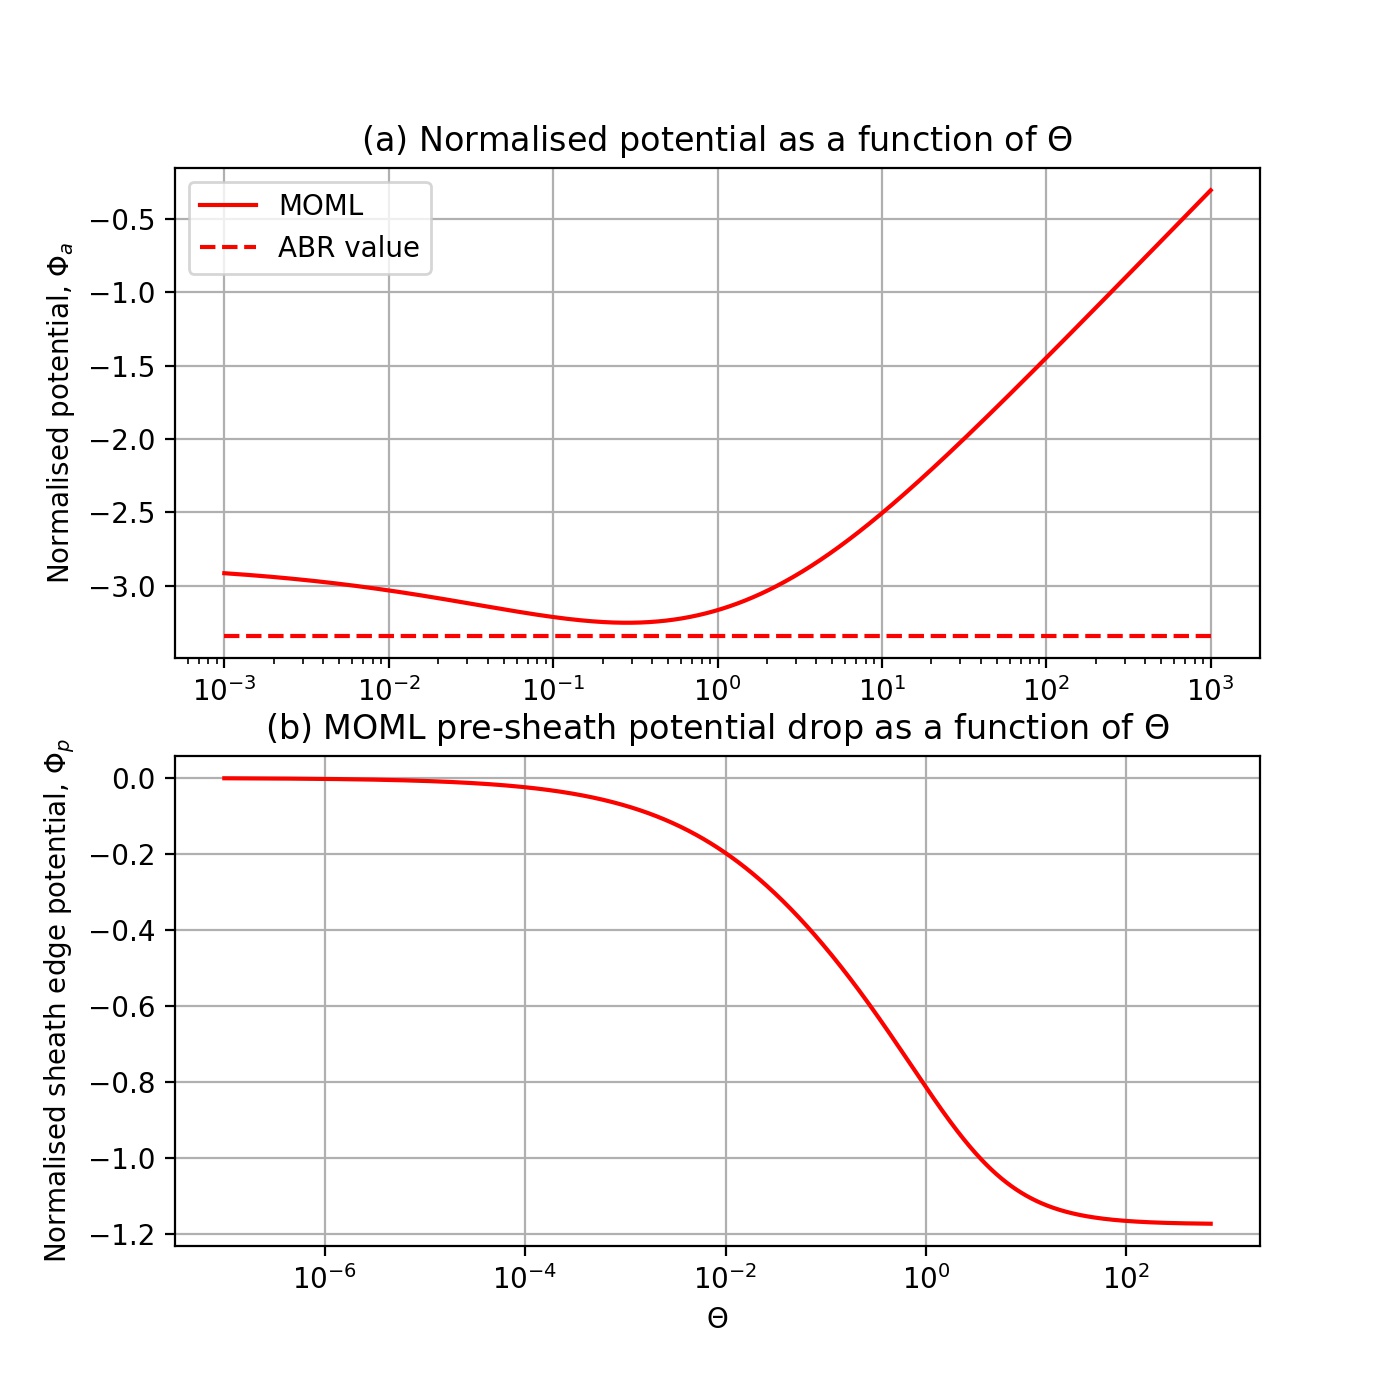 (a) Normalised potential as a function of Θ
MOML
ABR value
Normalised potential, Φₐ
−0.5
−1.0
−1.5
−2.0
−2.5
−3.0
10⁻³ 10⁻² 10⁻¹ 10⁰ 10¹ 10² 10³
(b) MOML pre-sheath potential drop as a function of Θ
Normalised sheath edge potential, Φₚ
0.0
−0.2
−0.4
−0.6
−0.8
−1.0
−1.2
10⁻⁶ 10⁻⁴ 10⁻² 10⁰ 10²
Θ